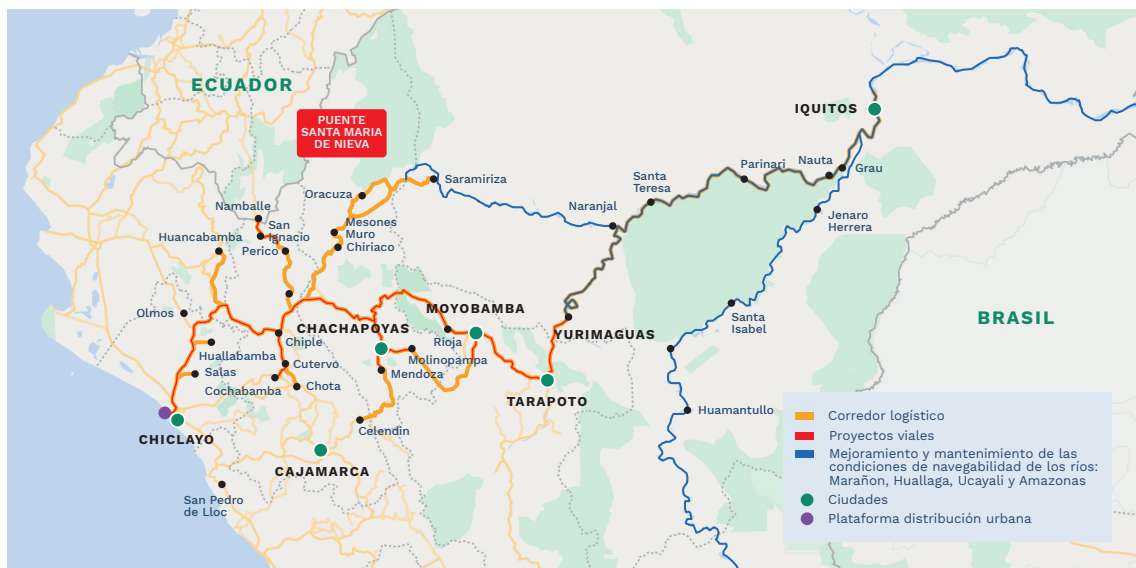 ECUADOR
PUENTE
SANTA MARIA
DE NIEVA
IQUITOS
Parinari
Nauta
Grau
Santa
Teresa
Saramiriza
Oracuza
Naranjal
Jenaro
Herrera
Namballe
San
Ignacio
Mesones
Muro
Huancabamba
Perico
Chiriaco
Olmos
MOYOBAMBA
CHACHAPOYAS
YURIMAGUAS
Santa
Isabel
BRASIL
Chiple
Rioja
Huallabamba
Molinopampa
Salas
Cutervo
Mendoza
Cochabamba
Chota
TARAPOTO
Huamantullo
CHICLAYO
Celendin
CAJAMARCA
San Pedro
de Lloc
Corredor logístico
Proyectos viales
Mejoramiento y mantenimiento de las
condiciones de navegabilidad de los ríos:
Marañon, Huallaga, Ucayali y Amazonas
Ciudades
Plataforma distribución urbana